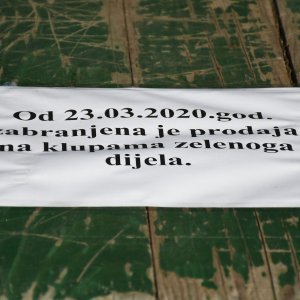 Od 23.03.2020.god.
zabranjena je prodaja
na klupama zelenoga
dijela.